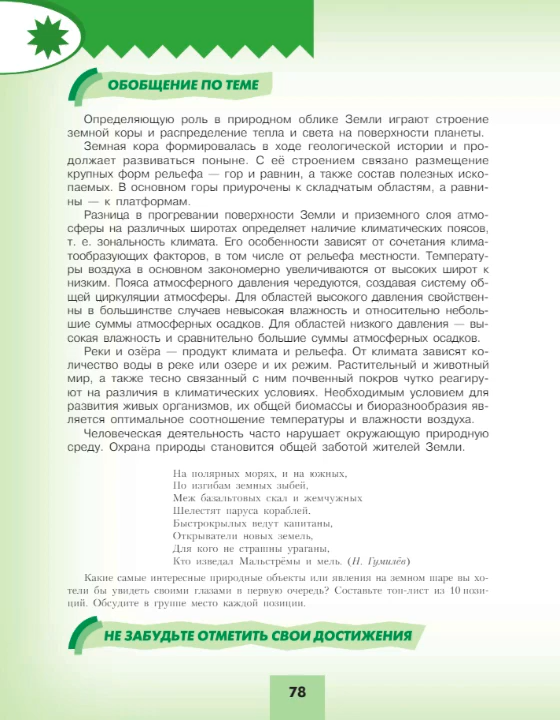 ОБОБЩЕНИЕ ПО ТЕМЕ
Определяющую роль в природном облике Земли играют строение
земной коры и распределение тепла и света на поверхности планеты.
Земная кора формировалась в ходе геологической истории и про-
должает развиваться поныне. С её строением связано размещение
крупных форм рельефа — гор и равнин, а также состав полезных иско-
паемых. В основном горы приурочены к складчатым областям, а равни-
ны — к платформам.
Разница в прогревании поверхности Земли и приземного слоя атмо-
сферы на различных широтах определяет наличие климатических поясов,
т. е. зональность климата. Его особенности зависят от сочетания клима-
тообразующих факторов, в том числе от рельефа местности. Температу-
ры воздуха в основном закономерно увеличиваются от высоких широт к
низким. Пояса атмосферного давления чередуются, создавая систему об-
щей циркуляции атмосферы. Для областей высокого давления свойствен-
ны в большинстве случаев невысокая влажность и относительно неболь-
шие суммы атмосферных осадков. Для областей низкого давления — вы-
сокая влажность и сравнительно большие суммы атмосферных осадков.
Реки и озёра — продукт климата и рельефа. От климата зависят ко-
личество воды в реке или озере и их режим. Растительный и животный
мир, а также тесно связанный с ним почвенный покров чутко реагиру-
ют на различия в климатических условиях. Необходимым условием для
развития живых организмов, их общей биомассы и биоразнообразия яв-
ляется оптимальное соотношение температуры и влажности воздуха.
Человеческая деятельность часто нарушает окружающую природную
среду. Охрана природы становится общей заботой жителей Земли.
На полярных морях, и на южных,
По изгибам земных зыбей,
Меж базальтовых скал и жемчужных
Шелестят паруса кораблей.
Быстрокрылых ведут капитаны,
Открыватели новых земель,
Для кого не страшны ураганы,
Кто изведал Мальстрёмы и мель. (Н. Гумилёв)
Какие самые интересные природные объекты или явления на земном шаре вы хо-
тели бы увидеть своими глазами в первую очередь? Составьте топ-лист из 10 пози-
ций. Обсудите в группе место каждой позиции.
НЕ ЗАБУДЬТЕ ОТМЕТИТЬ СВОИ ДОСТИЖЕНИЯ
78